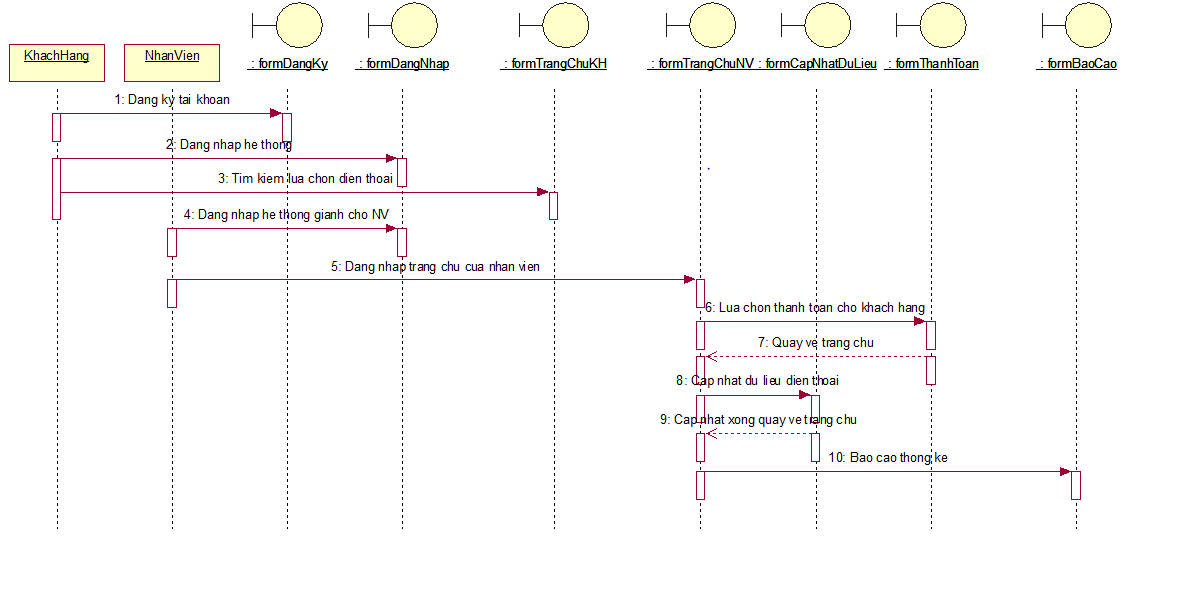 KhachHang
NhanVien
: formDangKy
: formDangNhap
: formTrangChuKH
: formTrangChuNV
: formCapNhatDuLieu
: formThanhToan
: formBaoCao
1: Dang ky tai khoan
2: Dang nhap he thong
3: Tim kiem lua chon dien thoai
4: Dang nhap he thong gianh cho NV
5: Dang nhap trang chu cua nhan vien
6: Lua chon thanh toan cho khach hang
7: Quay ve trang chu
8: Cap nhat du lieu dien thoai
9: Cap nhat xong quay ve trang chu
10: Bao cao thong ke